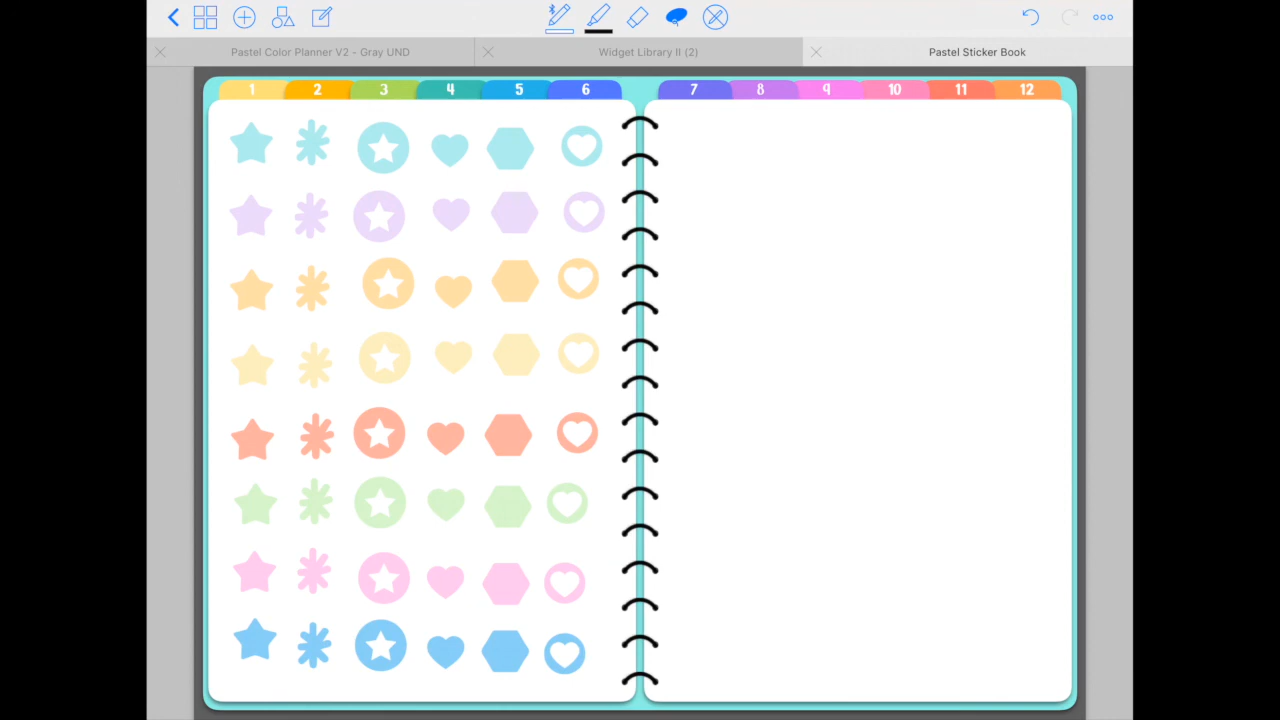 Pastel Color Planner V2 - Gray UND
Widget Library II (2)
Pastel Sticker Book
1 2 3 4 5 6 7 8 9 10 11 12